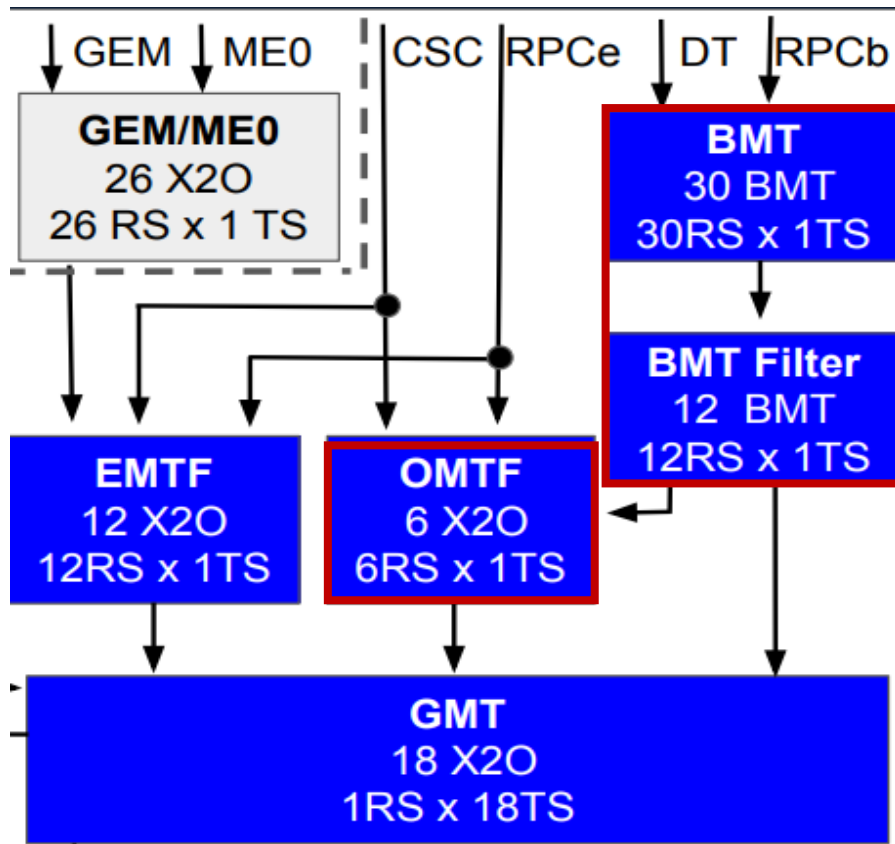 GEM ME0 CSC RPCe DT RPCb
GEM/ME0
26 X2O
26 RS x 1 TS
BMT
30 BMT
30RS x 1TS
BMT Filter
12 BMT
12RS x 1TS
EMTF
12 X2O
12RS x 1TS
OMTF
6 X2O
6RS x 1TS
GMT
18 X2O
1RS x 18TS